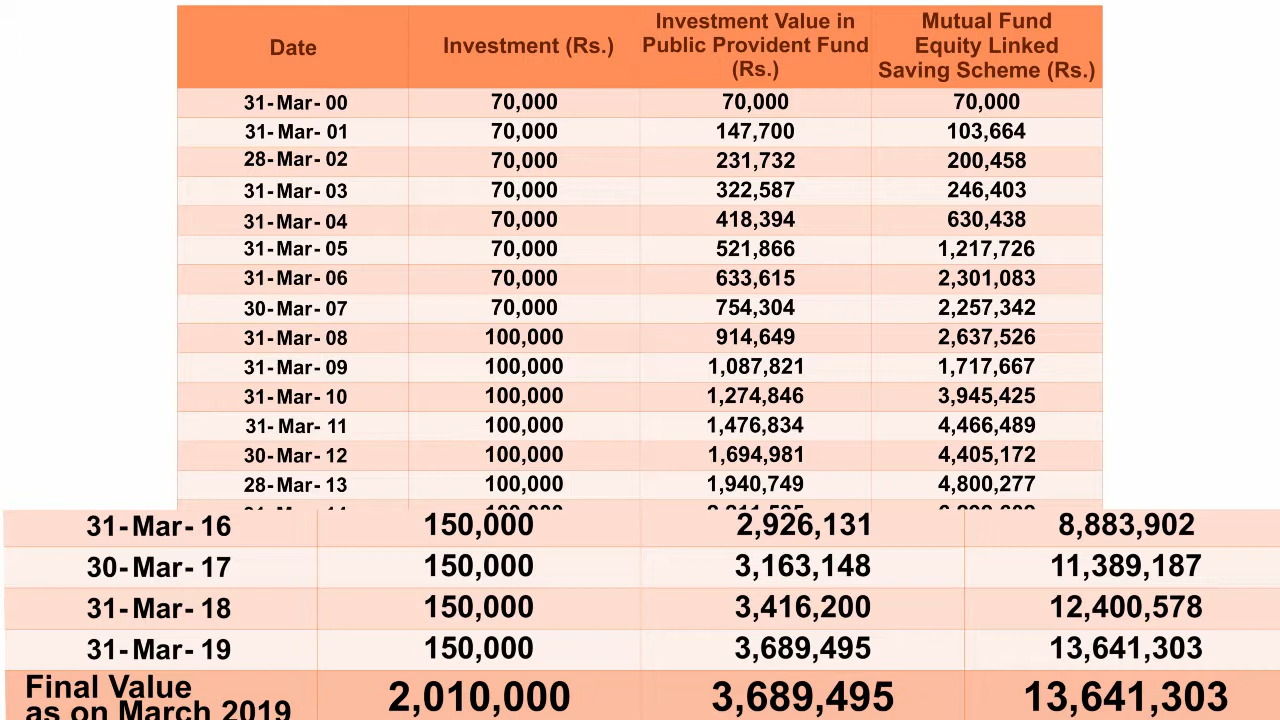 Date Investment (Rs.) Investment Value in Public Provident Fund (Rs.) Mutual Fund Equity Linked Saving Scheme (Rs.)
31-Mar- 00 70,000 70,000 70,000
31-Mar- 01 70,000 147,700 103,664
28-Mar- 02 70,000 231,732 200,458
31-Mar- 03 70,000 322,587 246,403
31-Mar- 04 70,000 418,394 630,438
31-Mar- 05 70,000 521,866 1,217,726
31-Mar- 06 70,000 633,615 2,301,083
30-Mar- 07 70,000 754,304 2,257,342
31-Mar- 08 100,000 914,649 2,637,526
31-Mar- 09 100,000 1,087,821 1,717,667
31-Mar- 10 100,000 1,274,846 3,945,425
31-Mar- 11 100,000 1,476,834 4,466,489
30-Mar- 12 100,000 1,694,981 4,405,172
28-Mar- 13 100,000 1,940,749 4,800,277
31-Mar- 16 150,000 2,926,131 8,883,902
30-Mar- 17 150,000 3,163,148 11,389,187
31-Mar- 18 150,000 3,416,200 12,400,578
31-Mar- 19 150,000 3,689,495 13,641,303
Final Value
as on March 2019 2,010,000 3,689,495 13,641,303